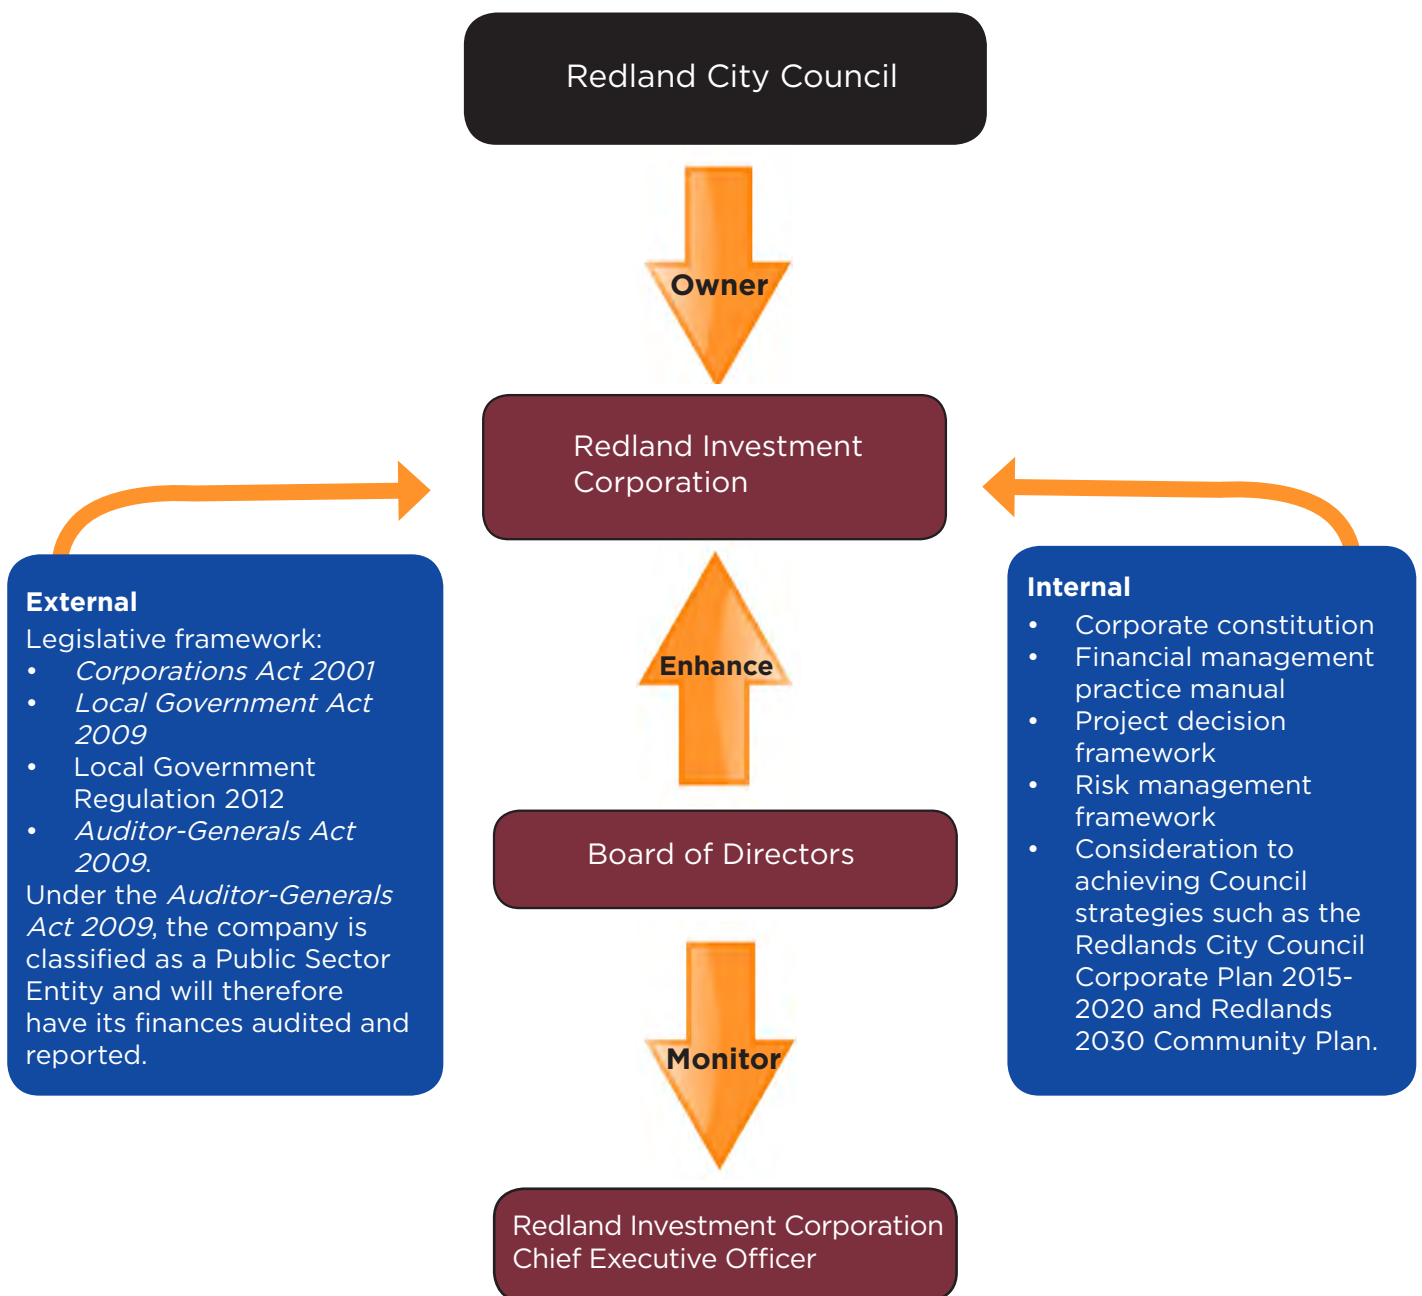 Redland City Council
Owner
Redland Investment
Corporation
External
Legislative framework:
• Corporations Act 2001
• Local Government Act
2009
• Local Government
Regulation 2012
• Auditor-Generals Act
2009.
Under the Auditor-Generals
Act 2009, the company is
classified as a Public Sector
Entity and will therefore
have its finances audited and
reported.
Enhance
Internal
• Corporate constitution
• Financial management
practice manual
• Project decision
framework
• Risk management
framework
• Consideration to
achieving Council
strategies such as the
Redlands City Council
Corporate Plan 2015-
2020 and Redlands
2030 Community Plan.
Board of Directors
Monitor
Redland Investment Corporation
Chief Executive Officer